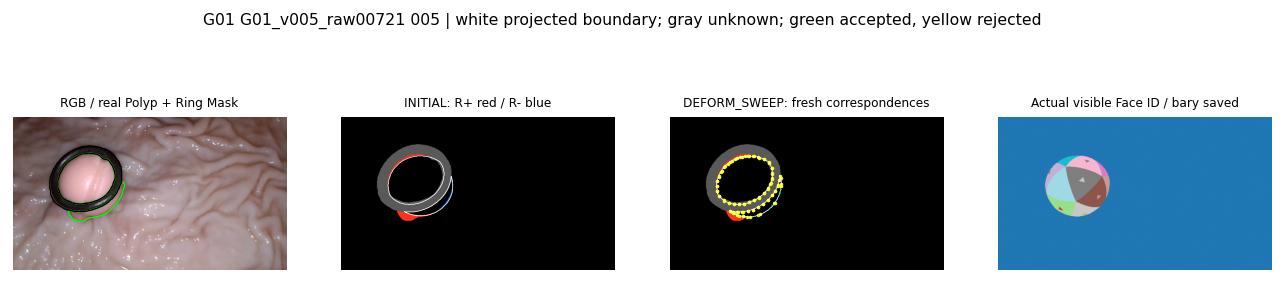 G01 G01_v005_raw00721 005 | white projected boundary; gray unknown; green accepted, yellow rejected
RGB / real Polyp + Ring Mask
INITIAL: R+ red / R- blue
DEFORM_SWEEP: fresh correspondences
Actual visible Face ID / bary saved